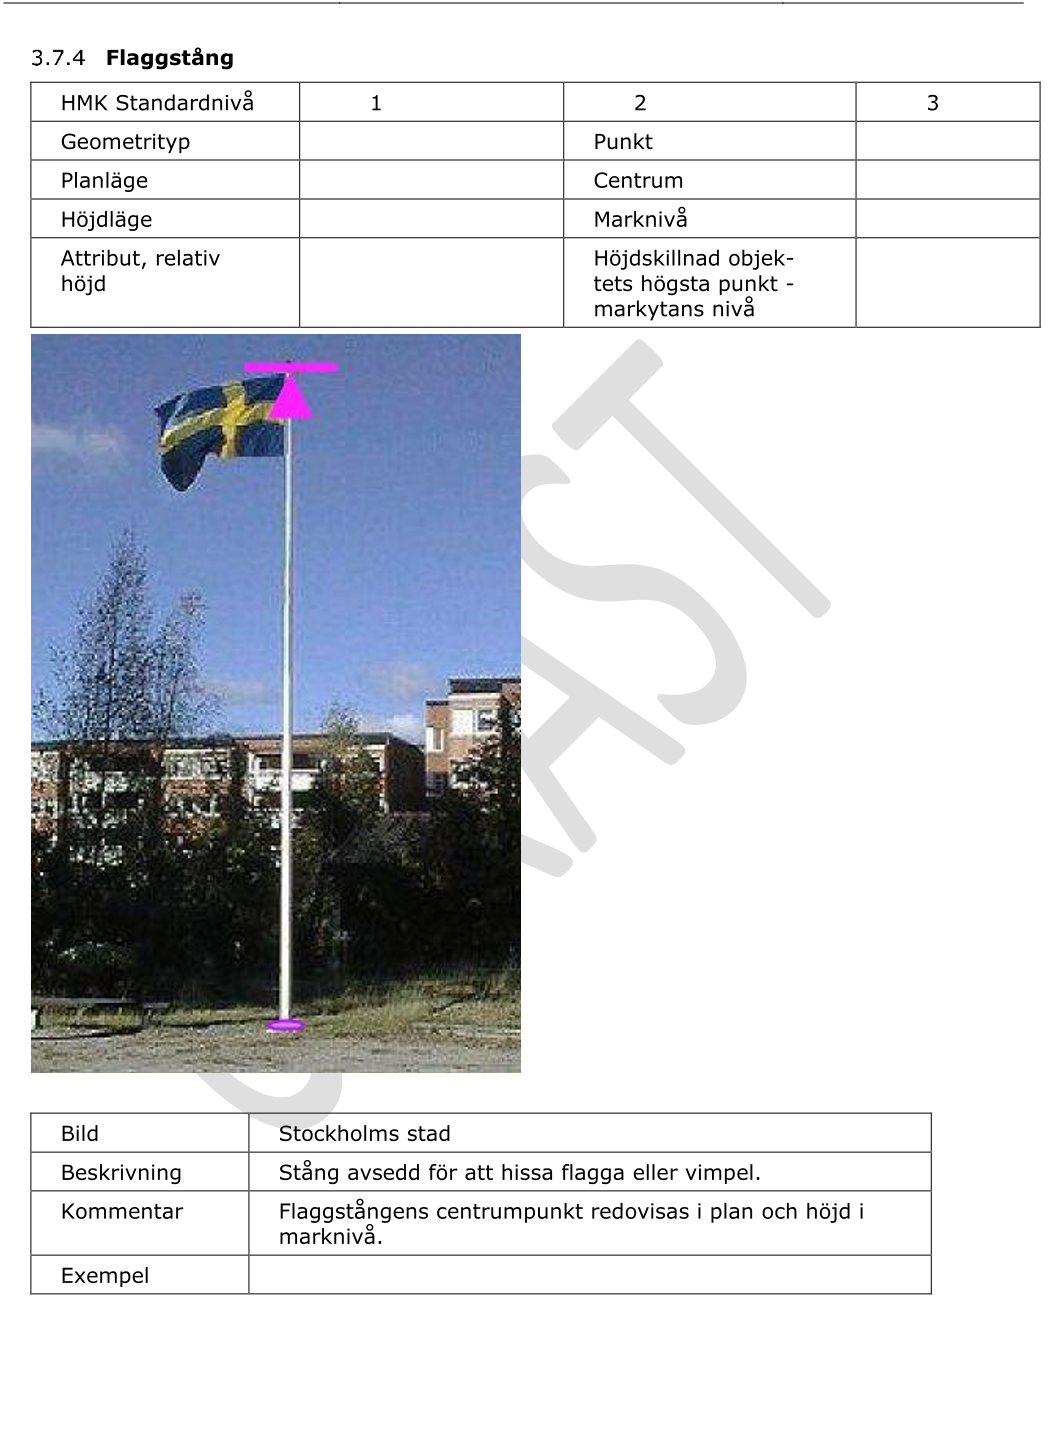 3.7.4 Flaggstång
HMK Standardnivå 1 2 3
Geometrityp Punkt
Planläge Centrum
Höjdläge Marknivå
Attribut, relativ höjd Höjdskillnad objek-
tets högsta punkt -
markytans nivå
Bild Stockholms stad
Beskrivning Stång avsedd för att hissa flagga eller vimpel.
Kommentar Flaggstångens centrumpunkt redovisas i plan och höjd i
marknivå.
Exempel